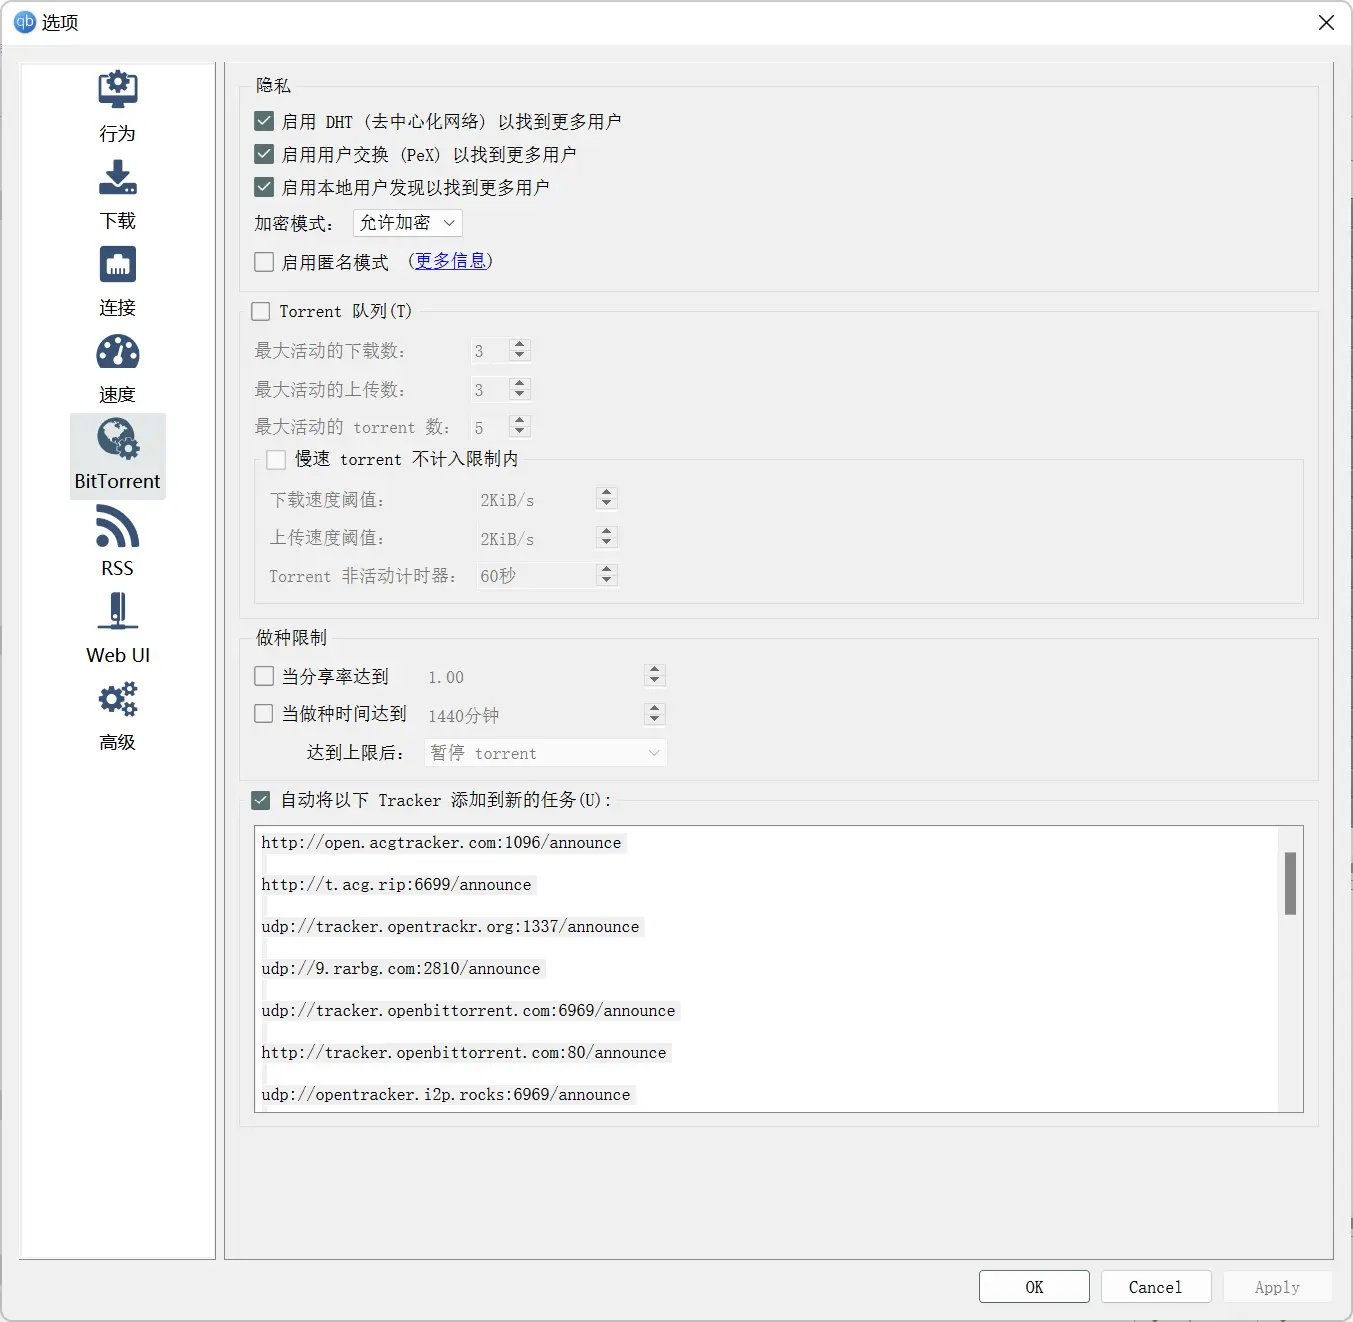 qb 选项
行为
下载
连接
速度
BitTorrent
RSS
Web UI
高级
隐私
启用 DHT (去中心化网络) 以找到更多用户
启用用户交换 (PeX) 以找到更多用户
启用本地用户发现以找到更多用户
加密模式: 允许加密
启用匿名模式 (更多信息)
Torrent 队列(T)
最大活动的下载数: 3
最大活动的上传数: 3
最大活动的 torrent 数: 5
慢速 torrent 不计入限制内
下载速度阈值: 2KiB/s
上传速度阈值: 2KiB/s
Torrent 非活动计时器: 60秒
做种限制
当分享率达到 1.00
当做种时间达到 1440分钟
达到上限后: 暂停 torrent
自动将以下 Tracker 添加到新的任务(U):
http://open.acgtracker.com:1096/announce
http://t.acg.rip:6699/announce
udp://tracker.opentrackr.org:1337/announce
udp://9.rarbg.com:2810/announce
udp://tracker.openbittorrent.com:6969/announce
http://tracker.openbittorrent.com:80/announce
udp://opentracker.i2p.rocks:6969/announce
OK Cancel Apply